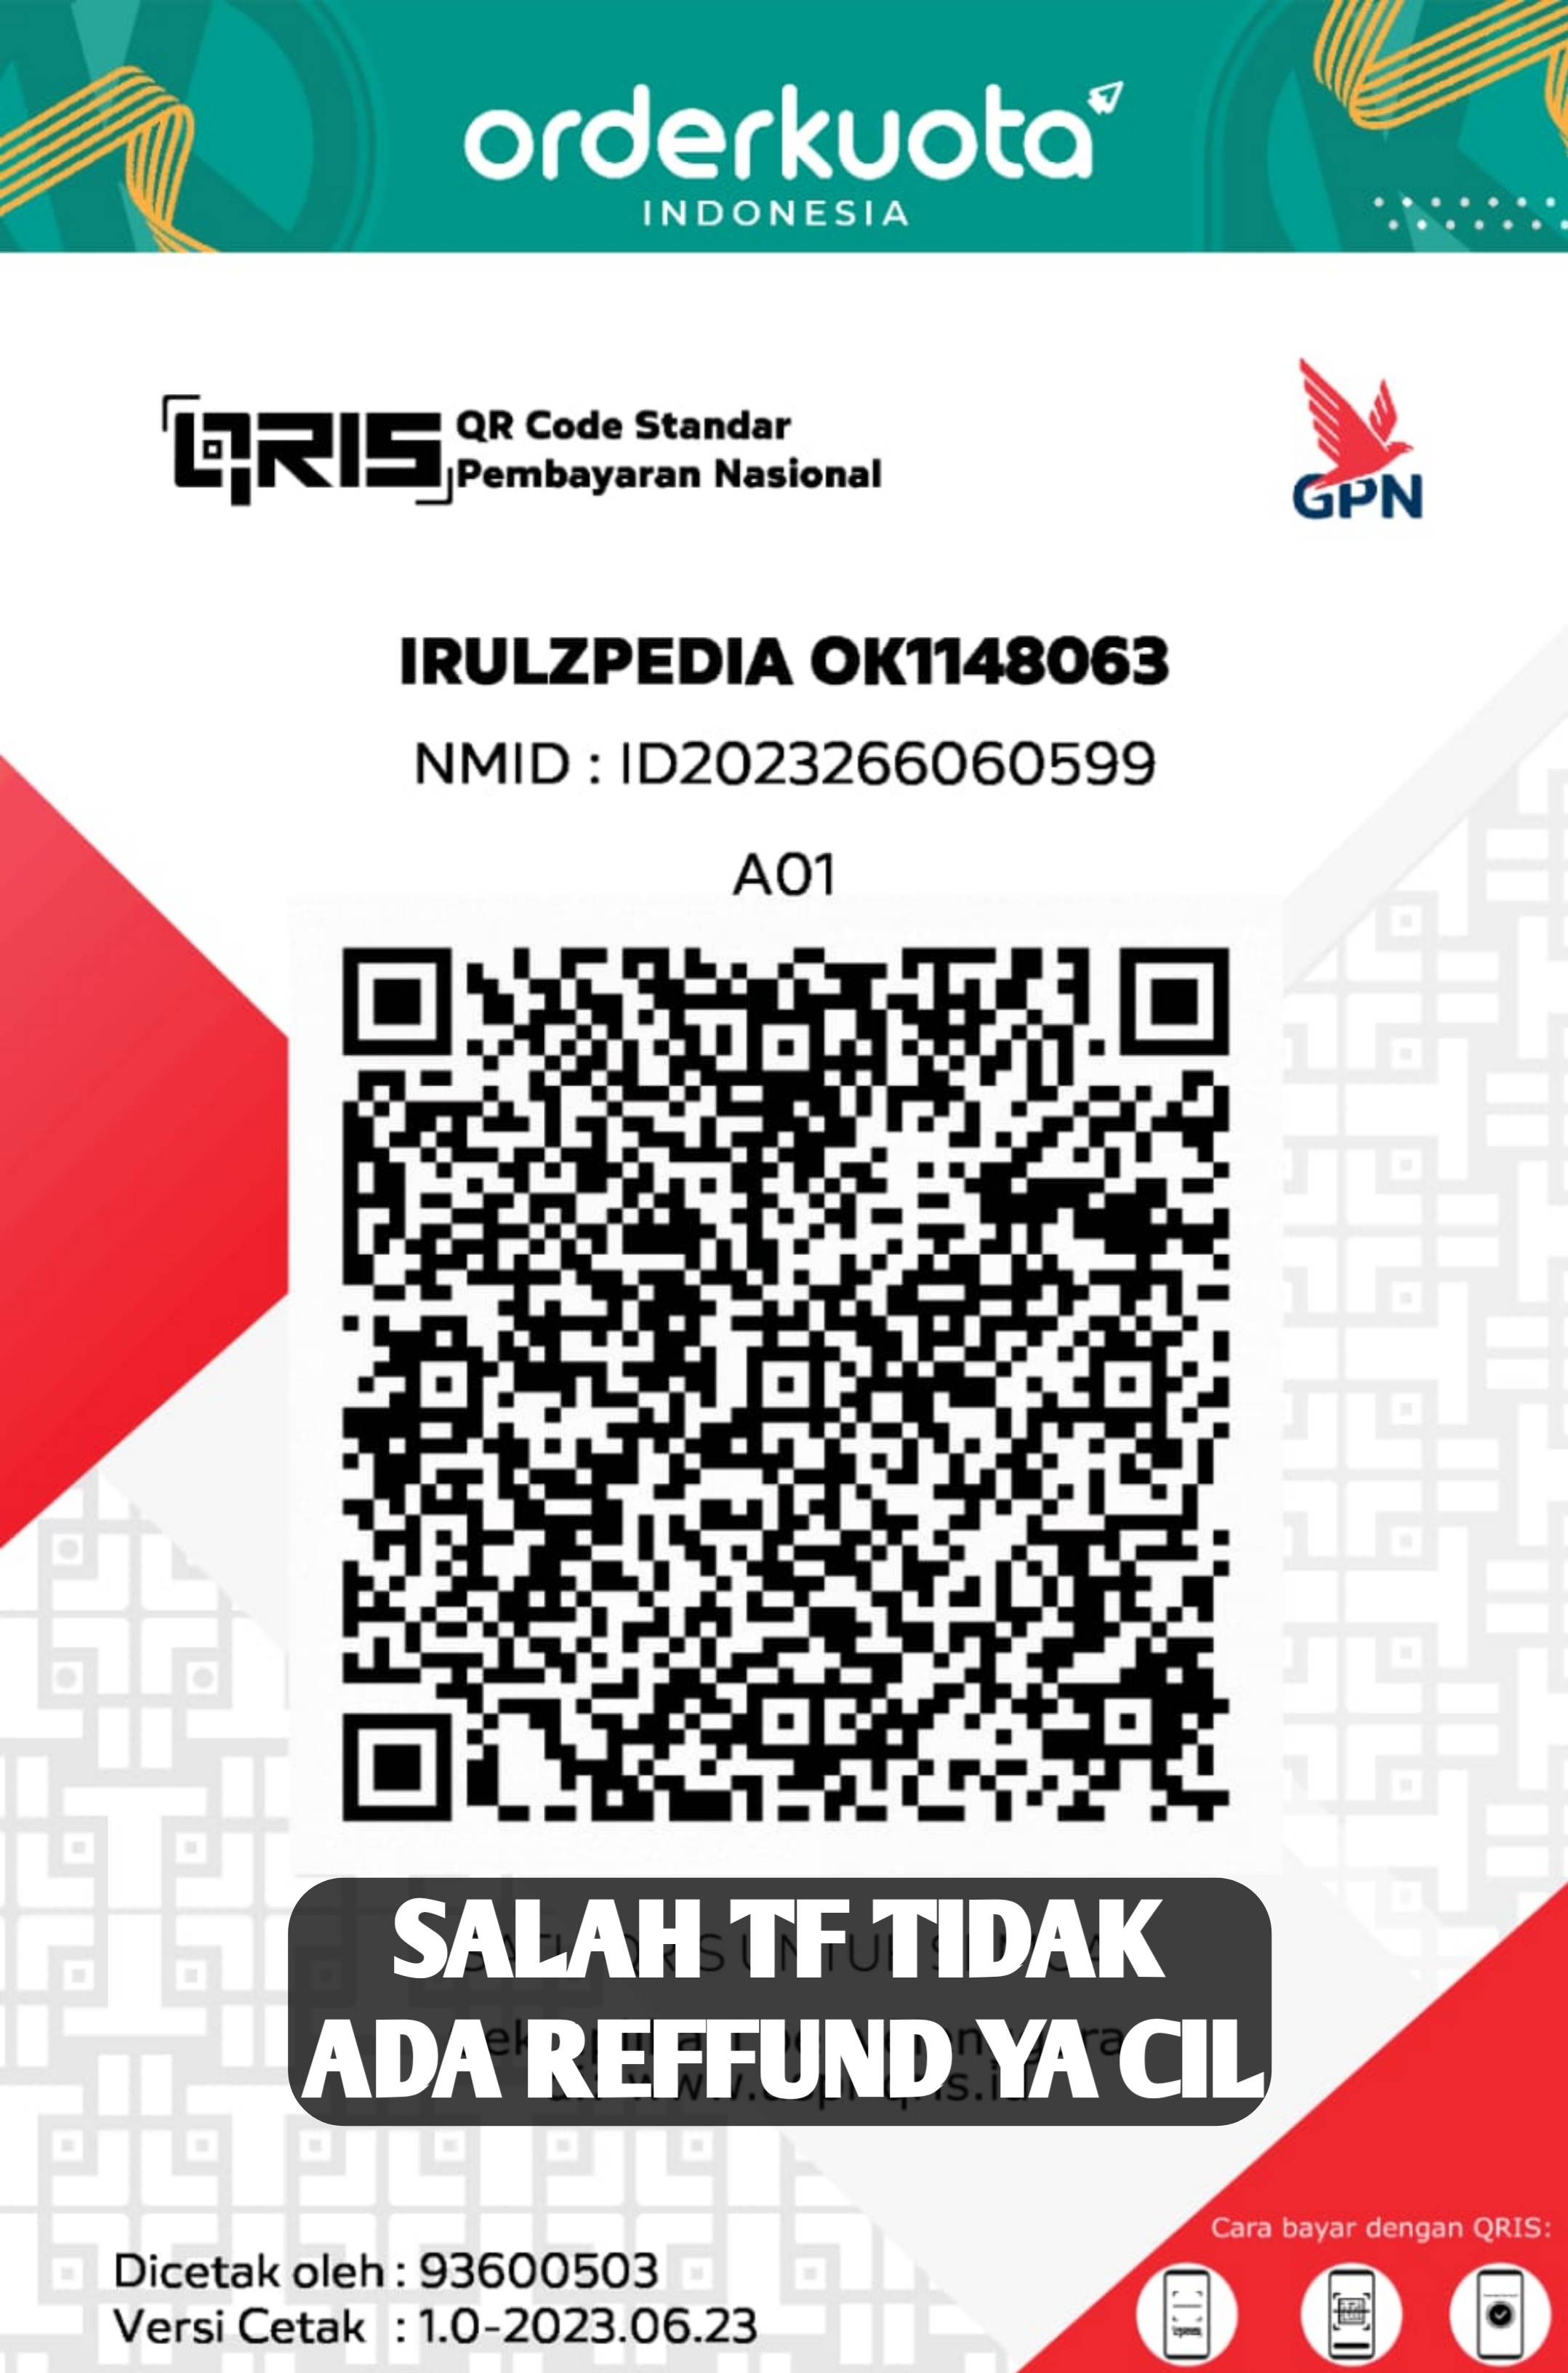 orderkuota
INDONESIA
QRIS
QR Code Standar
Pembayaran Nasional
GPN
IRULZPEDIA OK1148063
NMID : ID2023266060599
A01
SALAH TF TIDAK
ADA REFFUND YA CIL
Cara bayar dengan QRIS:
Dicetak oleh : 93600503
Versi Cetak : 1.0-2023.06.23